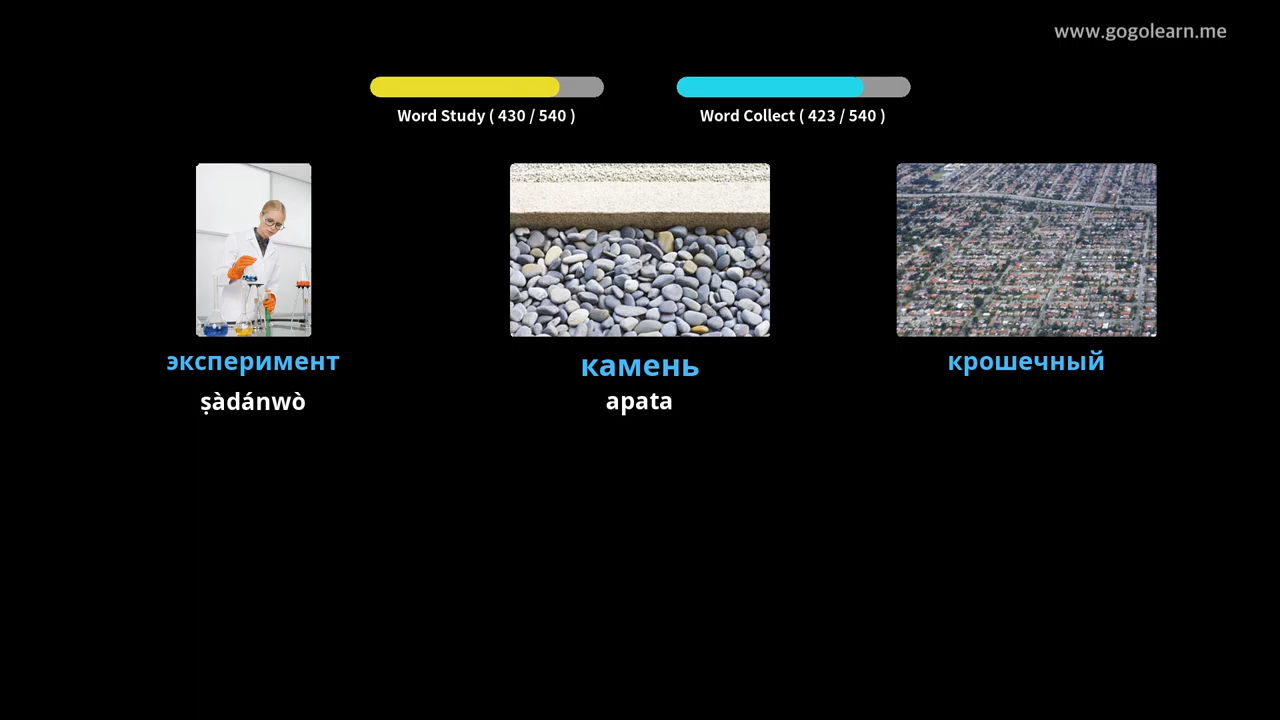 www.gogolearn.me
Word Study ( 430 / 540 )
Word Collect ( 423 / 540 )
эксперимент
ṣàdánwò
камень
apata
крошечный